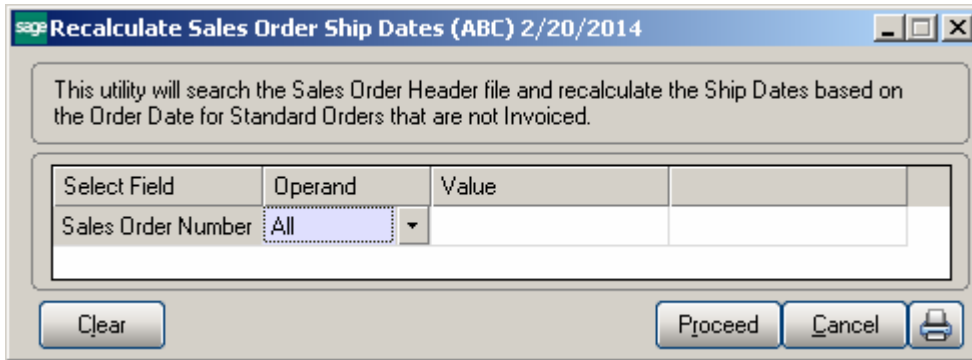 sage Recalculate Sales Order Ship Dates (ABC) 2/20/2014
This utility will search the Sales Order Header file and recalculate the Ship Dates based on
the Order Date for Standard Orders that are not Invoiced.
Select Field Operand Value
Sales Order Number All
Clear Proceed Cancel